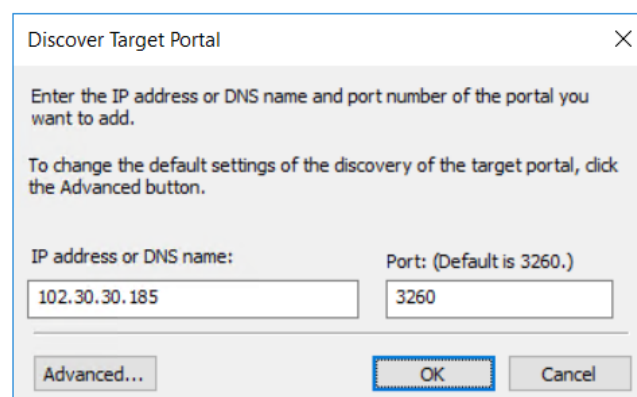 Discover Target Portal
Enter the IP address or DNS name and port number of the portal you
want to add.
To change the default settings of the discovery of the target portal, click
the Advanced button.
IP address or DNS name: Port: (Default is 3260.)
102.30.30.185 3260
Advanced... OK Cancel